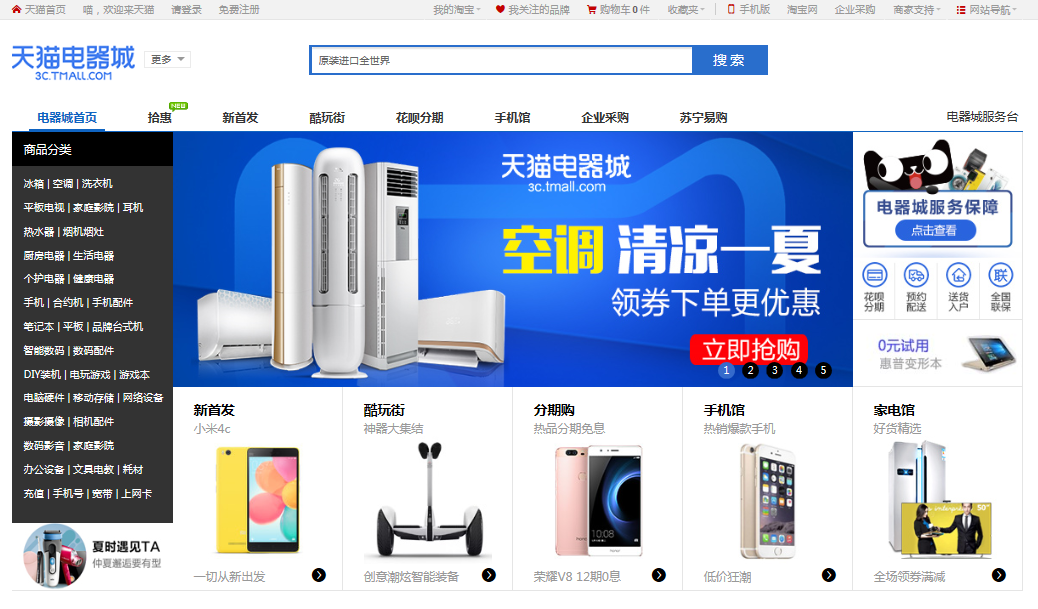 天猫首页 喵，欢迎来天猫 请登录 免费注册 我的淘宝 我关注的品牌 购物车0件 收藏夹 手机版 淘宝网 企业采购 商家支持 网站导航
天猫电器城
3C.TMALL.COM
更多
原装进口全世界
搜 索
NEW
电器城首页 拾惠 新首发 酷玩街 花呗分期 手机馆 企业采购 苏宁易购 电器城服务台
商品分类
冰箱 | 空调 | 洗衣机
平板电视 | 家庭影院 | 耳机
热水器 | 烟机烟灶
厨房电器 | 生活电器
个护电器 | 健康电器
手机 | 合约机 | 手机配件
笔记本 | 平板 | 品牌台式机
智能数码 | 数码配件
DIY装机 | 电玩游戏 | 游戏本
电脑硬件 | 移动存储 | 网络设备
摄影摄像 | 相机配件
数码影音 | 家庭影院
办公设备 | 文具电教 | 耗材
充值 | 手机号 | 宽带 | 上网卡
夏时遇见TA
仲夏邂逅要有型
天猫电器城
3c.tmall.com
空调 清凉一夏
领券下单更优惠
立即抢购
1 2 3 4 5
电器城服务保障
点击查看
花呗分期
预约配送
送货入户
联
全国联保
0元试用
惠普变形本
新首发
小米4c
一切从新出发
酷玩街
神器大集结
创意潮炫智能装备
分期购
热品分期免息
10:08
honor
荣耀V8 12期0息
手机馆
热销爆款手机
低价狂潮
家电馆
好货精选
50"
全场领券满减